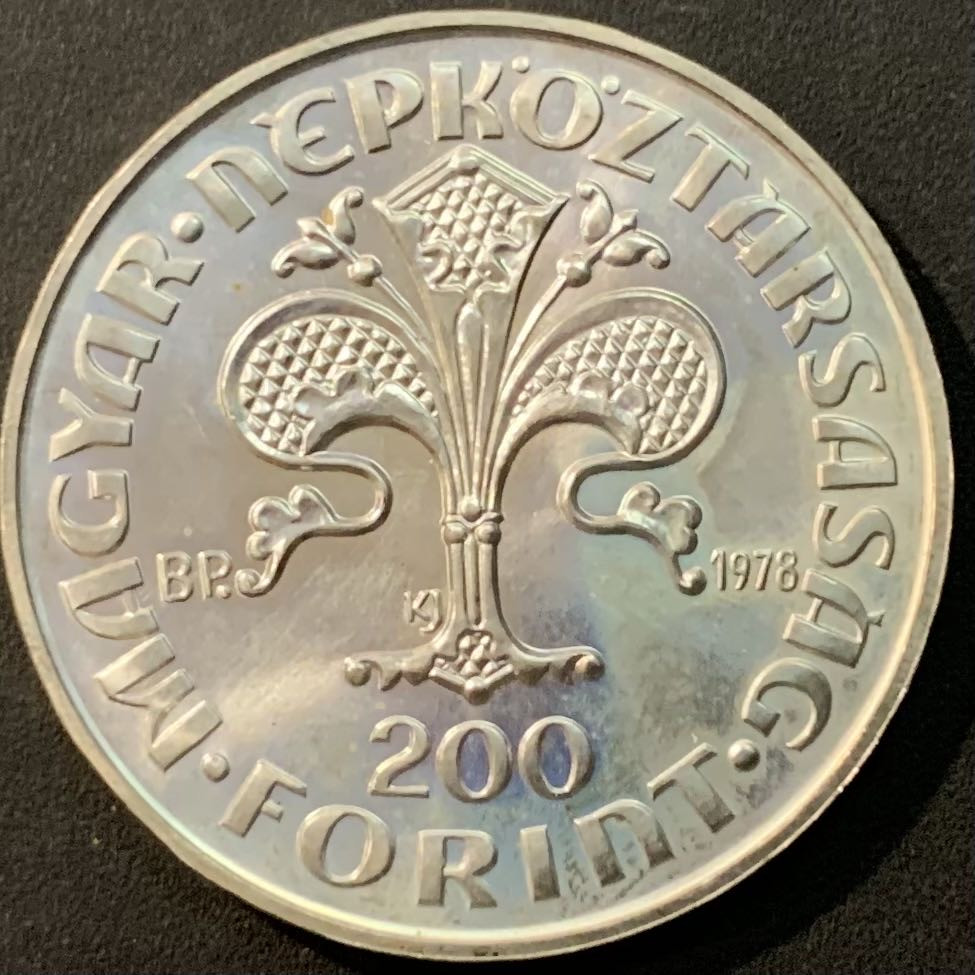 MAGYAR · NÉPKÖZTÁRSASÁG ·
BP. 1978
KJ
200
FORINT